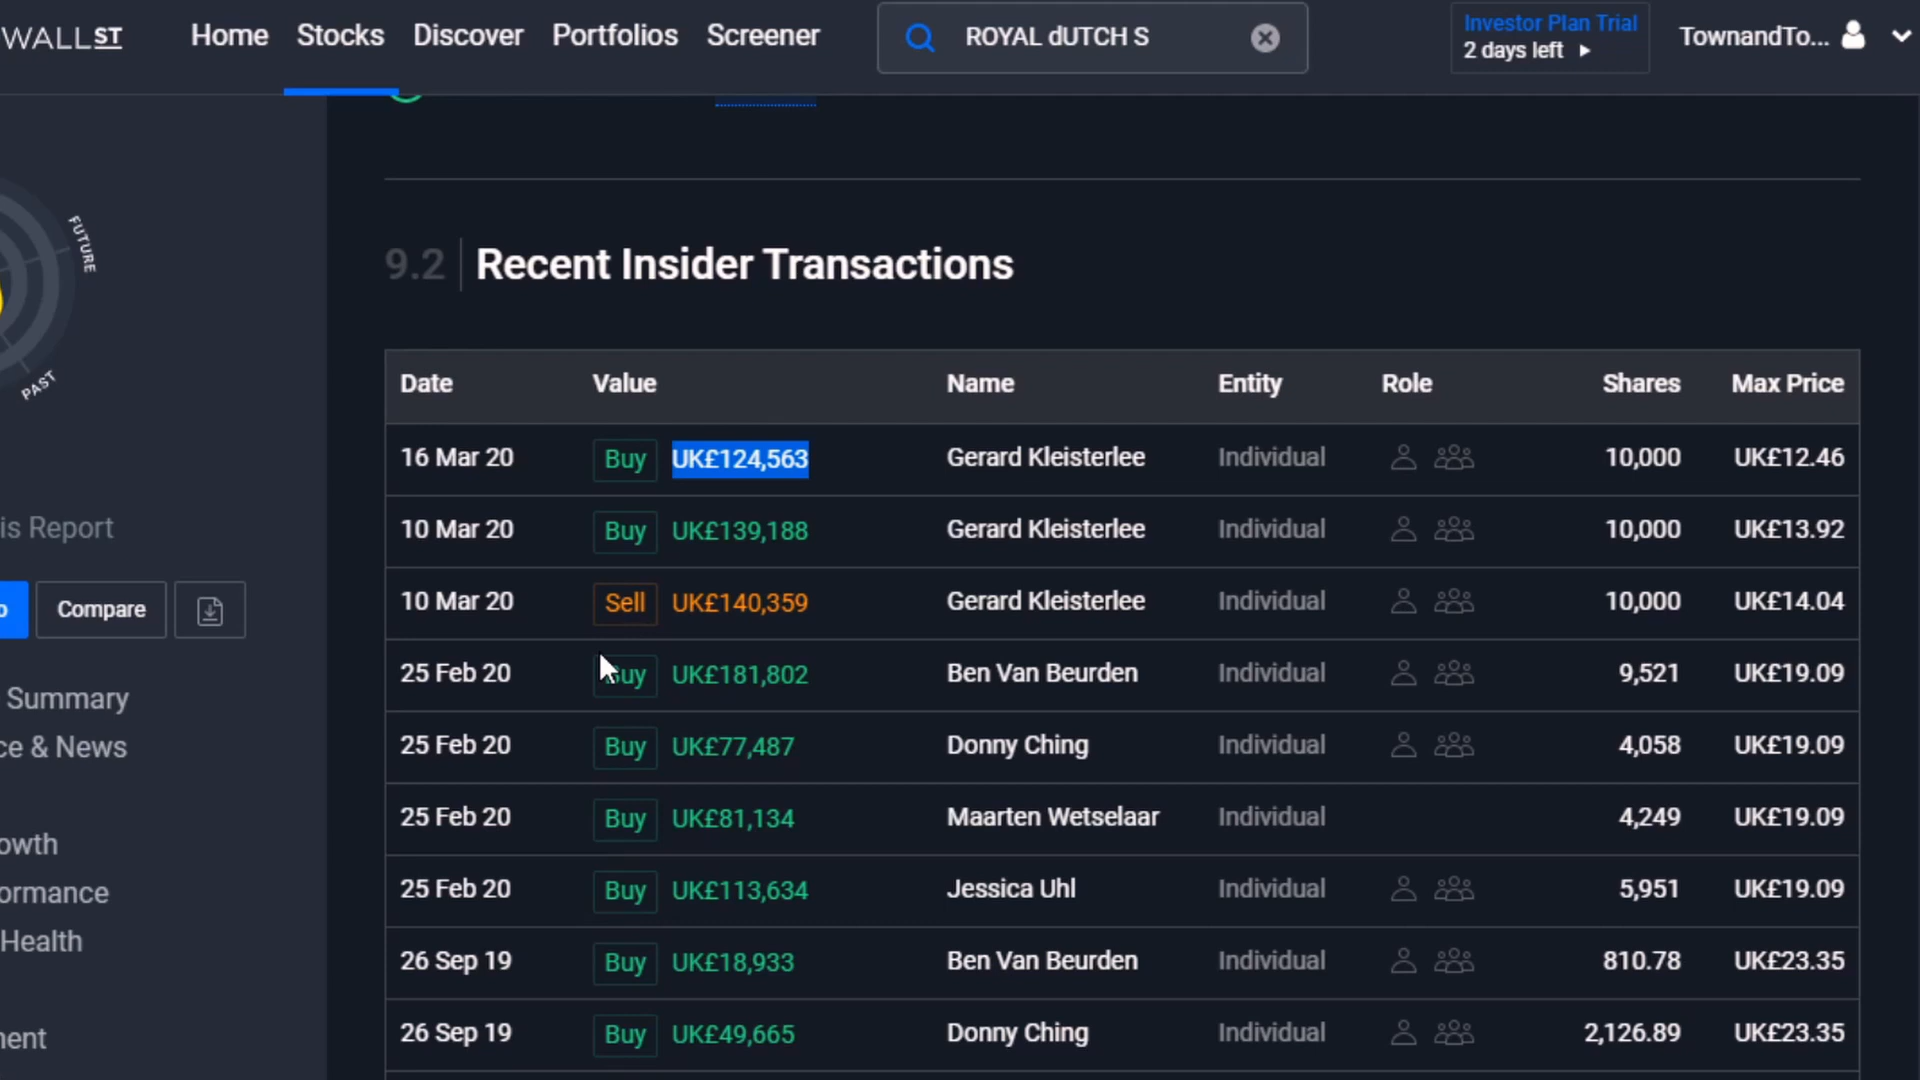 WALLST Home Stocks Discover Portfolios Screener ROYAL dUTCH S Investor Plan Trial TownandTo...
2 days left
FUTURE
PAST
9.2 Recent Insider Transactions
Date Value Name Entity Role Shares Max Price
16 Mar 20 Buy UK£124,563 Gerard Kleisterlee Individual 10,000 UK£12.46
10 Mar 20 Buy UK£139,188 Gerard Kleisterlee Individual 10,000 UK£13.92
is Report
10 Mar 20 Sell UK£140,359 Gerard Kleisterlee Individual 10,000 UK£14.04
o Compare
25 Feb 20 Buy UK£181,802 Ben Van Beurden Individual 9,521 UK£19.09
Summary
25 Feb 20 Buy UK£77,487 Donny Ching Individual 4,058 UK£19.09
ce & News
25 Feb 20 Buy UK£81,134 Maarten Wetselaar Individual 4,249 UK£19.09
owth
25 Feb 20 Buy UK£113,634 Jessica Uhl Individual 5,951 UK£19.09
ormance
Health
26 Sep 19 Buy UK£18,933 Ben Van Beurden Individual 810.78 UK£23.35
26 Sep 19 Buy UK£49,665 Donny Ching Individual 2,126.89 UK£23.35
nent